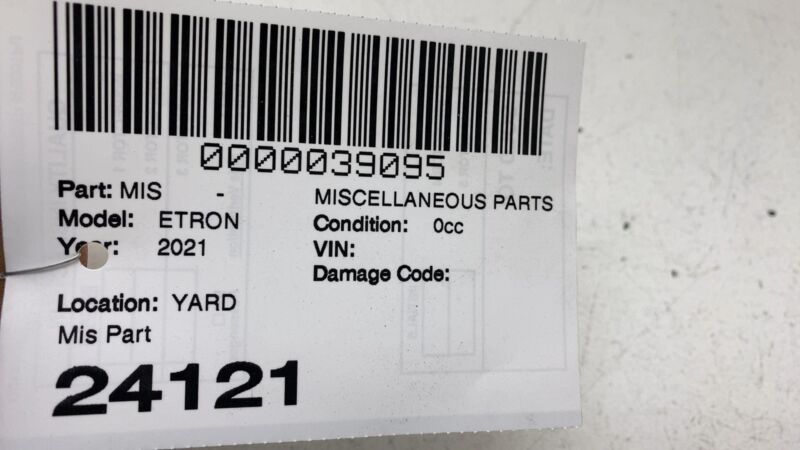 0000039095
Part: MIS - MISCELLANEOUS PARTS
Model: ETRON Condition: 0cc
Year: 2021 VIN:
Damage Code:
Location: YARD
Mis Part
24121